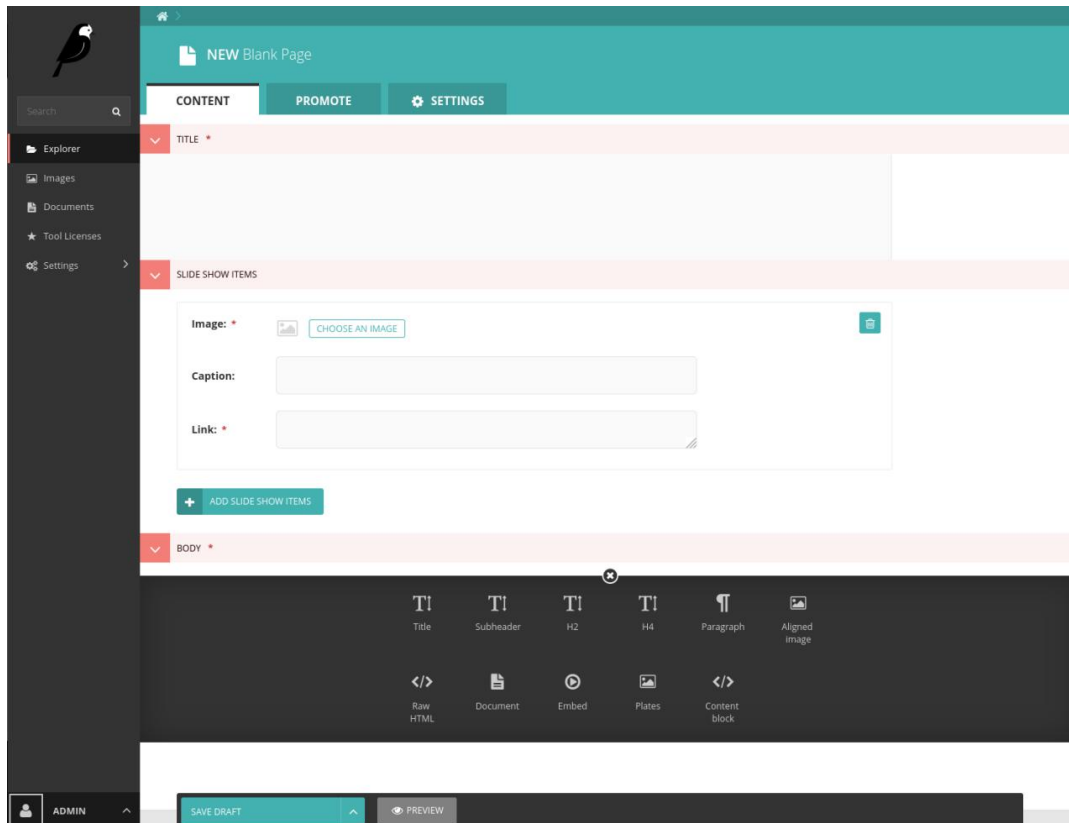 NEW Blank Page
CONTENT PROMOTE SETTINGS
Search
Explorer
Images
Documents
Tool Licenses
Settings
TITLE *
SLIDE SHOW ITEMS
Image: * CHOOSE AN IMAGE
Caption:
Link: *
ADD SLIDE SHOW ITEMS
BODY *
Title Subheader H2 H4 Paragraph Aligned
image
Raw Document Embed Plates Content
HTML block
ADMIN
SAVE DRAFT PREVIEW